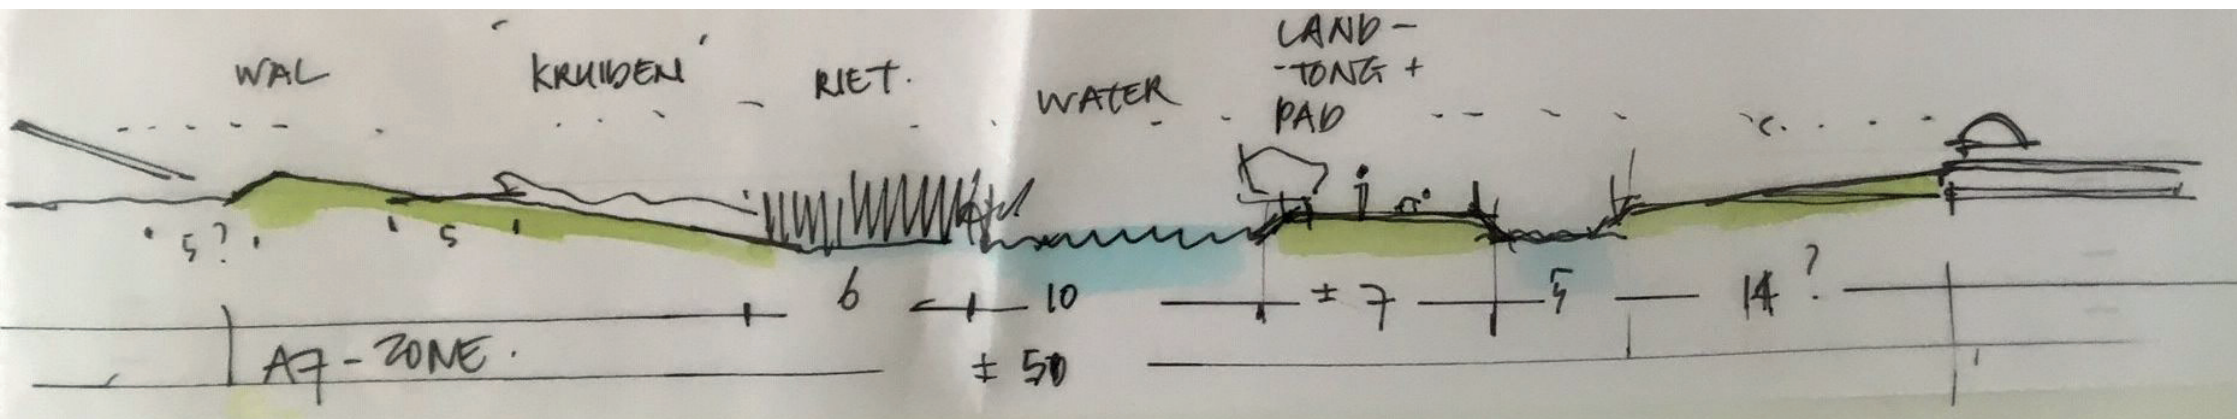 WAL
KRUIDEN
RIET.
WATER
LAND-
-TONG +
PAD
5?
5
6
10
± 7
5
14?
A7-ZONE.
± 50